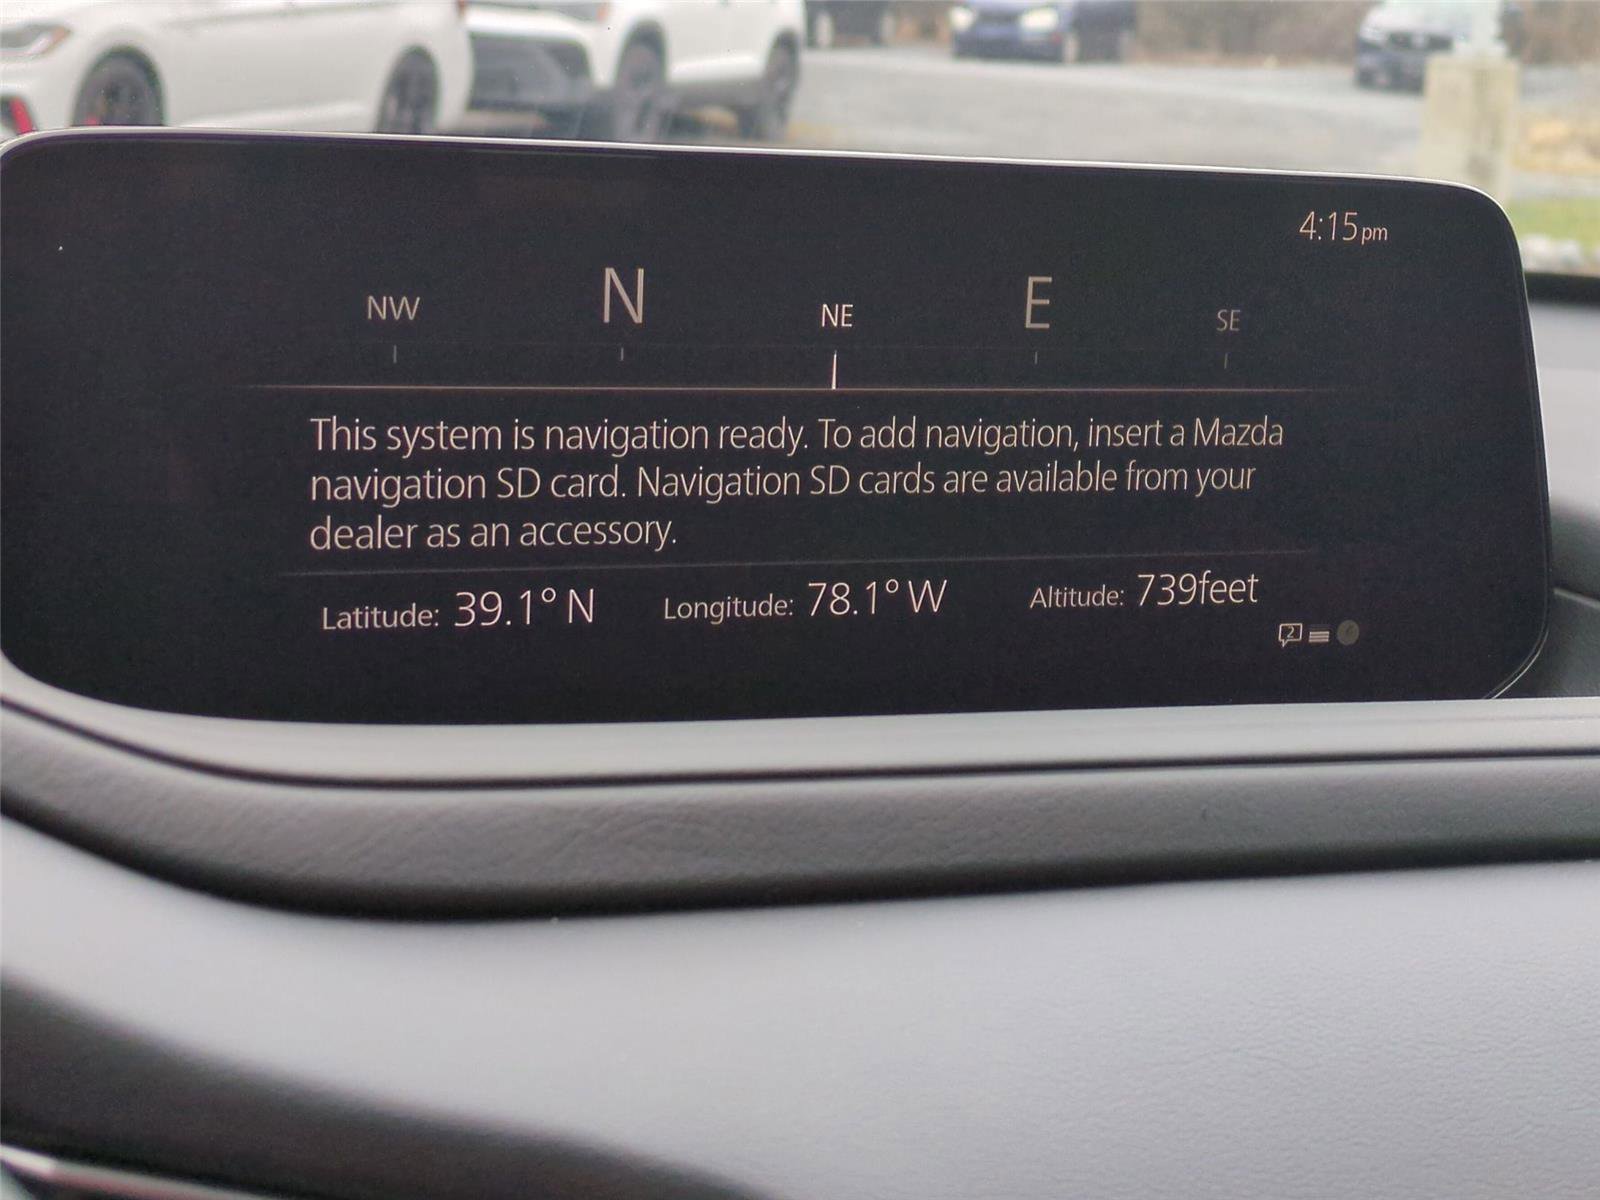 4:15pm
NW N NE E SE
This system is navigation ready. To add navigation, insert a Mazda
navigation SD card. Navigation SD cards are available from your
dealer as an accessory.
Latitude: 39.1° N Longitude: 78.1° W Altitude: 739feet
2